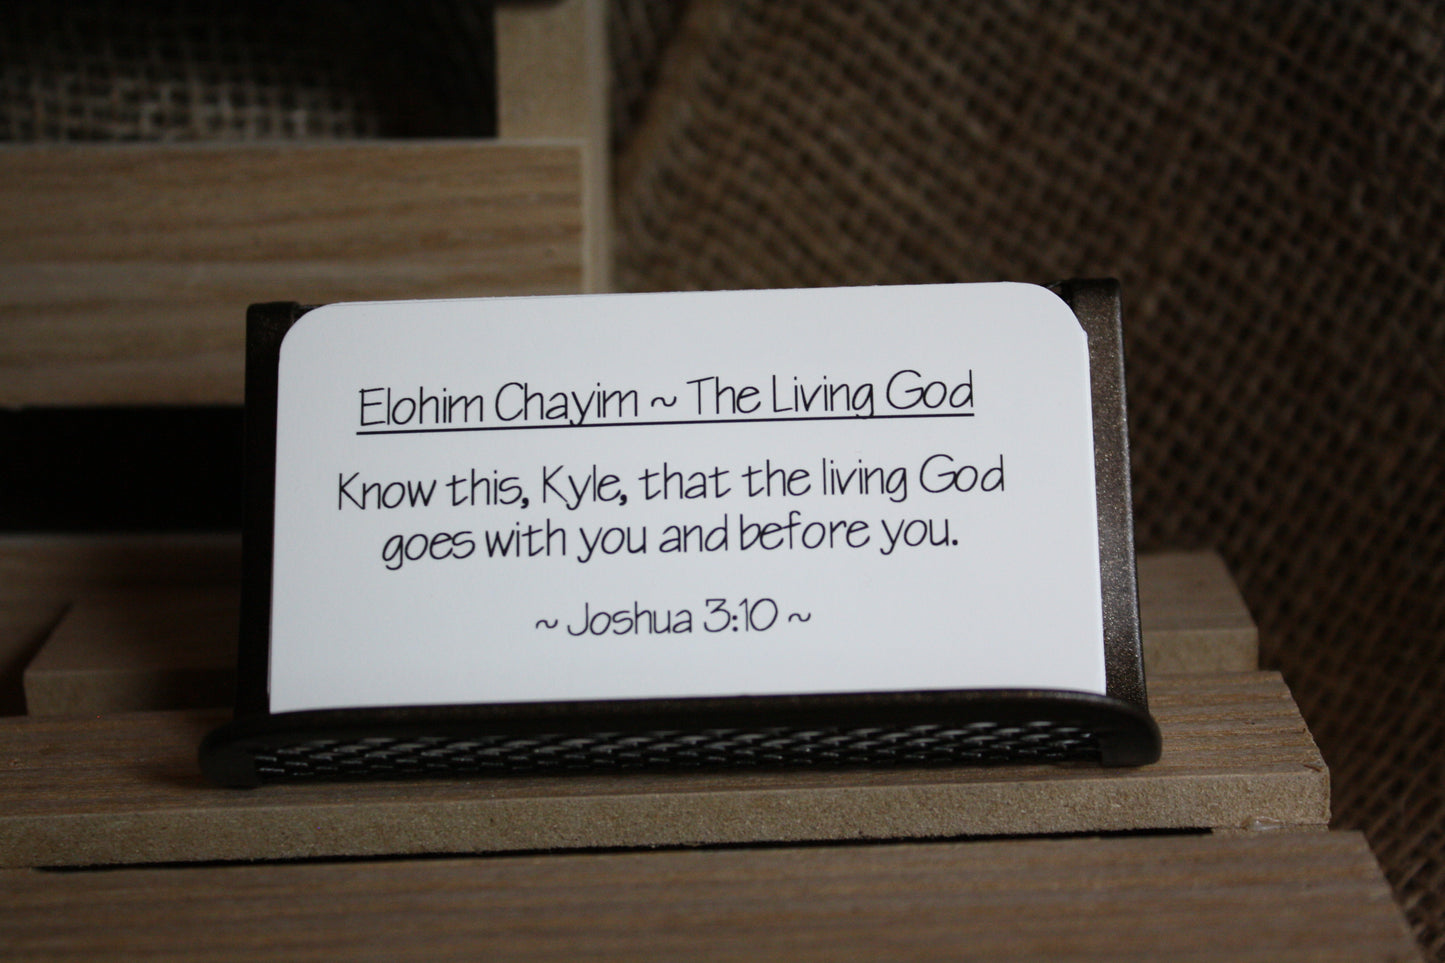 Elohim Chayim ~ The Living God
Know this, Kyle, that the living God
goes with you and before you.
~ Joshua 3:10 ~